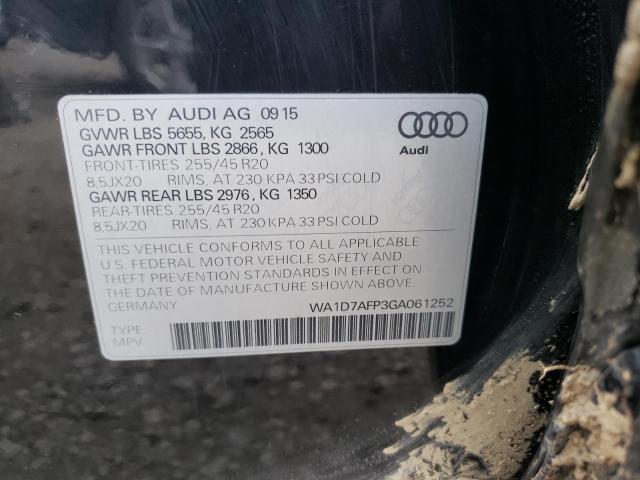 MFD. BY AUDI AG 09 15
GVWR LBS 5655, KG 2565
GAWR FRONT LBS 2866, KG 1300
FRONT-TIRES 255/45 R20
8,5JX20 RIMS, AT 230 KPA 33 PSI COLD
GAWR REAR LBS 2976, KG 1350
REAR-TIRES 255/45 R20
8,5JX20 RIMS, AT 230 KPA 33 PSI COLD
Audi
THIS VEHICLE CONFORMS TO ALL APPLICABLE
U.S. FEDERAL MOTOR VEHICLE SAFETY AND
THEFT PREVENTION STANDARDS IN EFFECT ON
THE DATE OF MANUFACTURE SHOWN ABOVE.
GERMANY WA1D7AFP3GA061252
TYPE
MPV